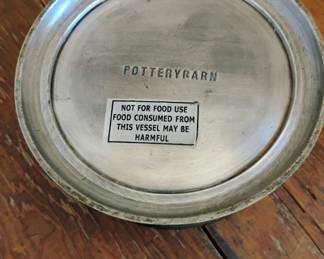 POTTERYBARN
NOT FOR FOOD USE
FOOD CONSUMED FROM
THIS VESSEL MAY BE
HARMFUL